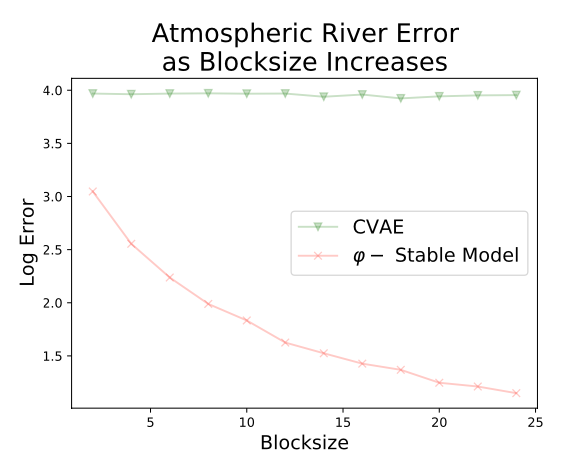 Atmospheric River Error
as Blocksize Increases
Log Error
4.0
3.5
3.0
2.5
2.0
1.5
CVAE
φ − Stable Model
5 10 15 20 25
Blocksize